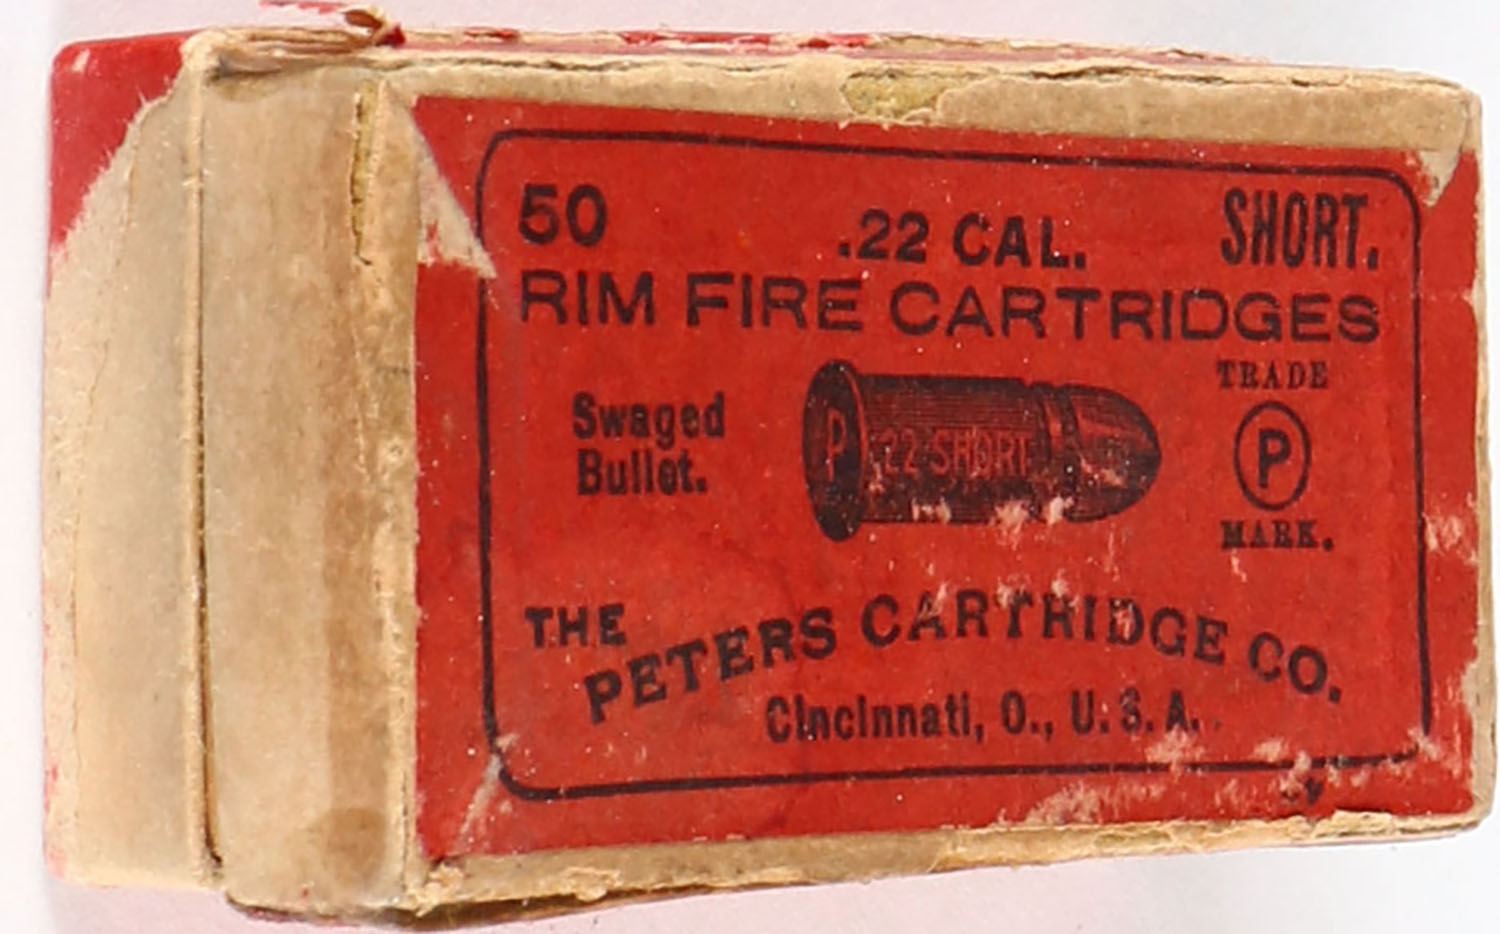 50 .22 CAL. SHORT.
RIM FIRE CARTRIDGES
Swaged
Bullet.
P .22 SHORT
TRADE
P
MARK.
THE
PETERS CARTRIDGE CO.
Cincinnati, O., U.S.A.